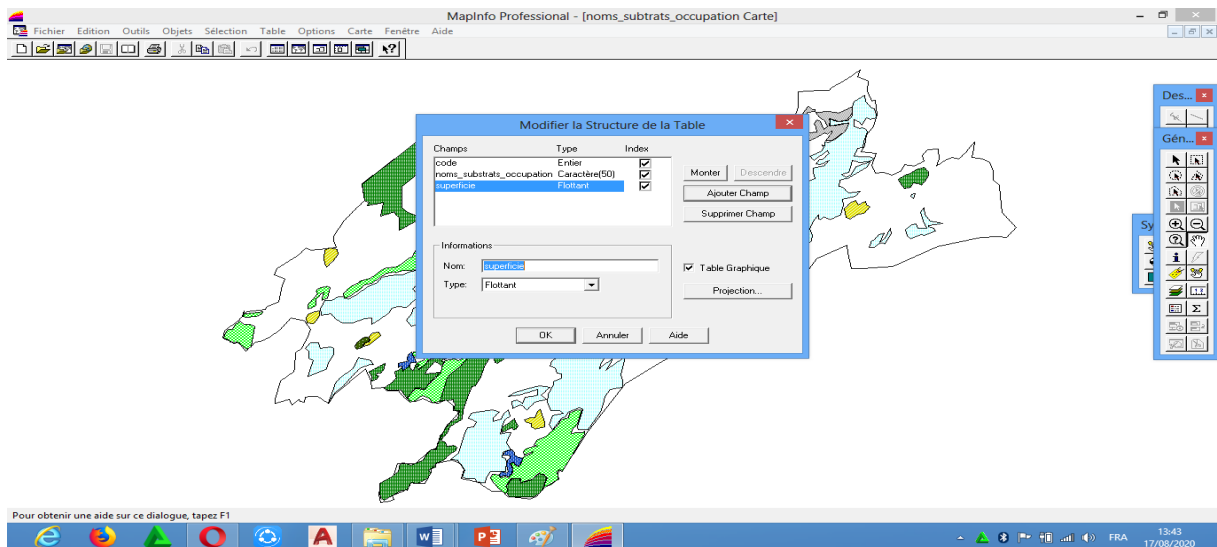 MapInfo Professional - [noms_subtrats_occupation Carte]
Fichier Edition Outils Objets Sélection Table Options Carte Fenêtre Aide
Des...
Modifier la Structure de la Table
Gén...
Champs Type Index
code Entier
noms_substrats_occupation Caractère(50)
superficie Flottant
Monter Descendre
Ajouter Champ
Supprimer Champ
Sy
Informations
Nom: superficie
Type: Flottant
Table Graphique
Projection...
OK Annuler Aide
Pour obtenir une aide sur ce dialogue, tapez F1
FRA
13:43
17/08/2020